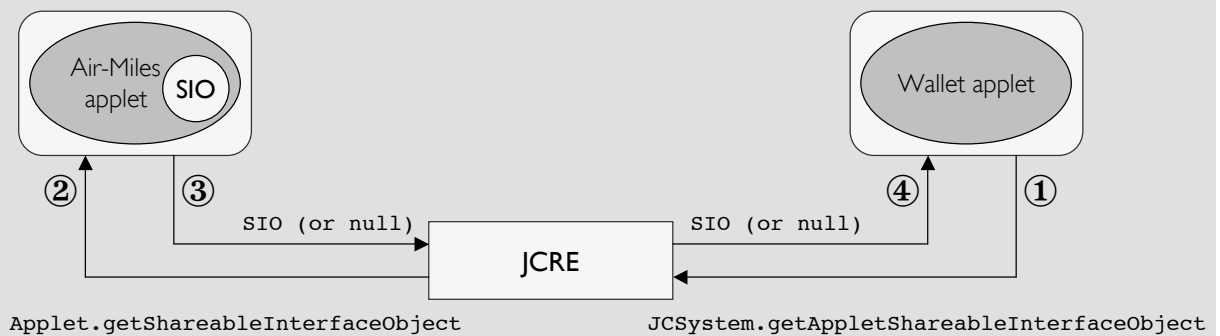 Air-Miles
applet
SIO
Wallet applet
②
③
④
①
SIO (or null)
SIO (or null)
JCRE
Applet.getShareableInterfaceObject
JCSystem.getAppletShareableInterfaceObject